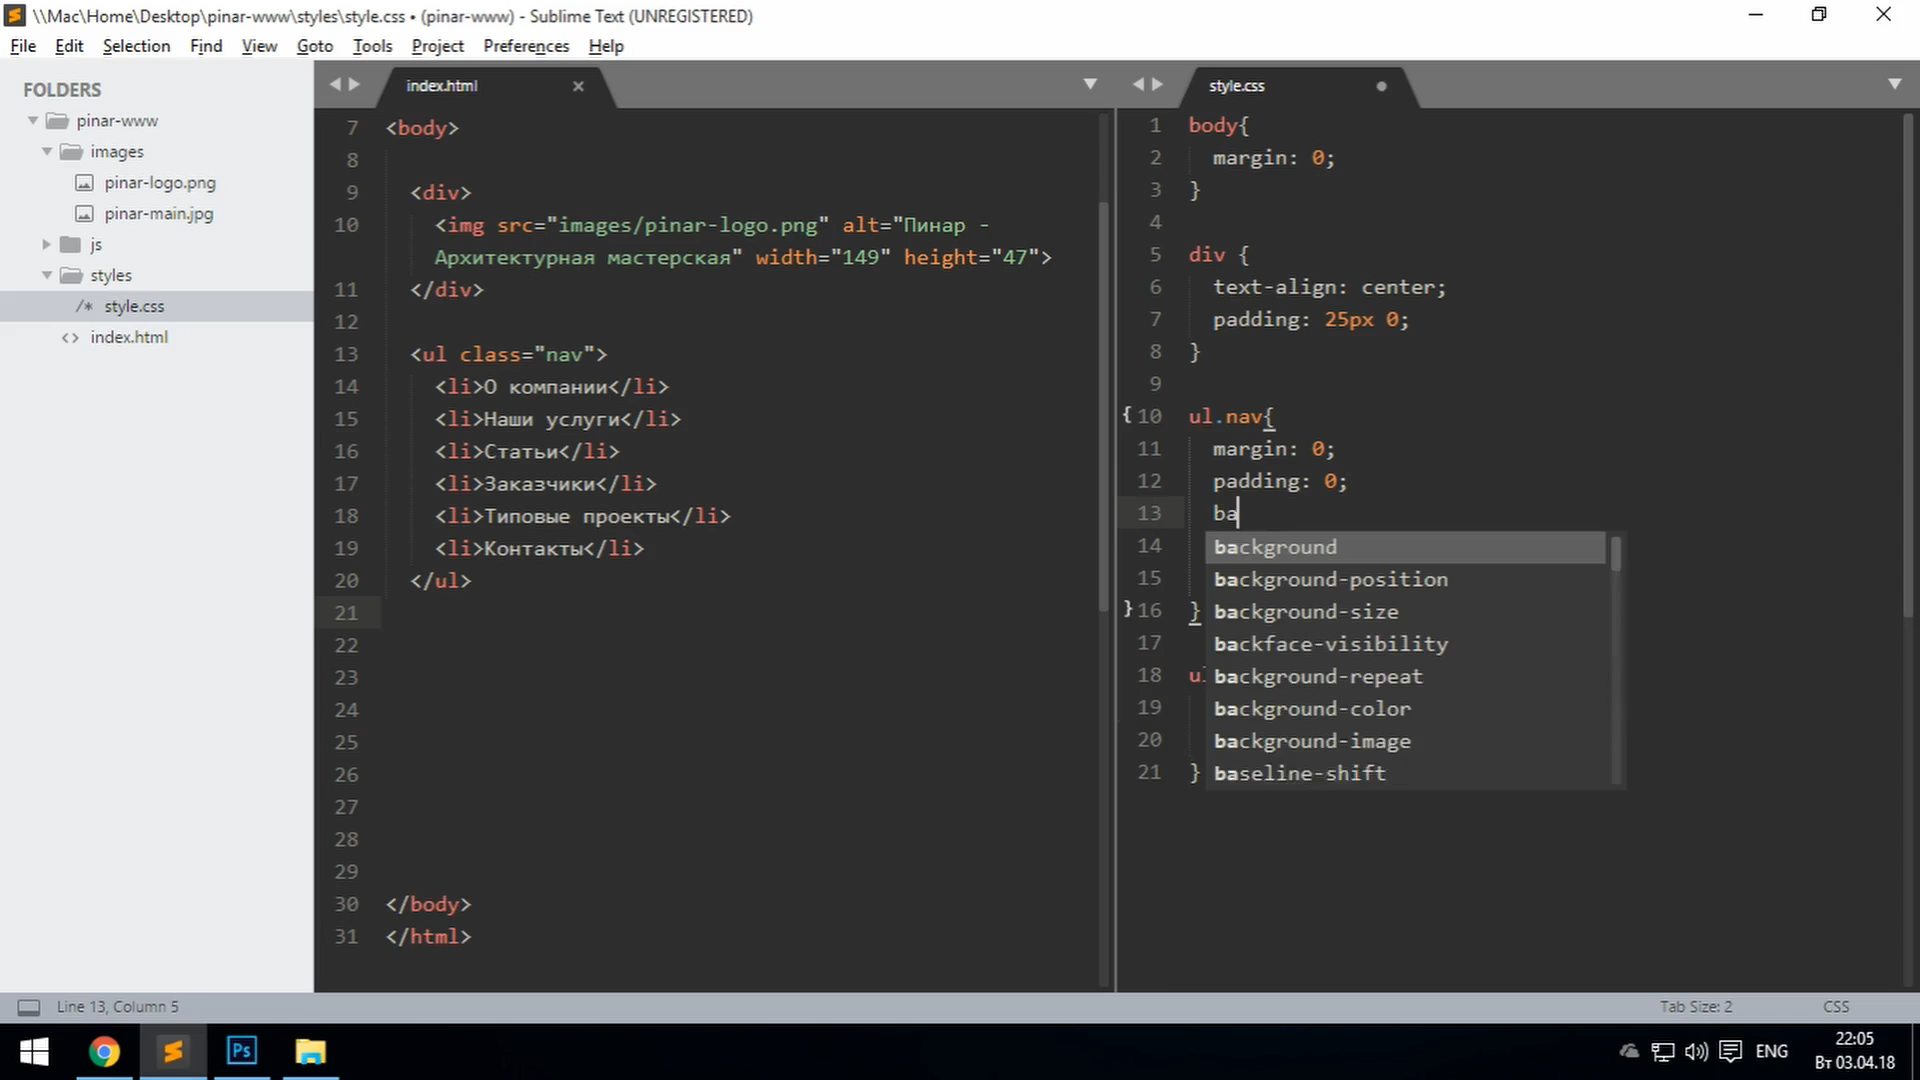 \\Mac\Home\Desktop\pinar-www\styles\style.css • (pinar-www) - Sublime Text (UNREGISTERED)
File Edit Selection Find View Goto Tools Project Preferences Help
FOLDERS
pinar-www
images
pinar-logo.png
pinar-main.jpg
js
styles
/* style.css
<> index.html
index.html
7 <body>
8
9 <div>
10 <img src="images/pinar-logo.png" alt="Пинар -
Архитектурная мастерская" width="149" height="47">
11 </div>
12
13 <ul class="nav">
14 <li>О компании</li>
15 <li>Наши услуги</li>
16 <li>Статьи</li>
17 <li>Заказчики</li>
18 <li>Типовые проекты</li>
19 <li>Контакты</li>
20 </ul>
21
22
23
24
25
26
27
28
29
30 </body>
31 </html>
style.css
1 body{
2 margin: 0;
3 }
4
5 div {
6 text-align: center;
7 padding: 25px 0;
8 }
9
{ 10 ul.nav{
11 margin: 0;
12 padding: 0;
13 ba
14 background
15 background-position
} 16 } background-size
17 backface-visibility
18 ul background-repeat
19 background-color
20 background-image
21 } baseline-shift
Line 13, Column 5
Tab Size: 2
CSS
Ps
ENG
22:05
Вт 03.04.18